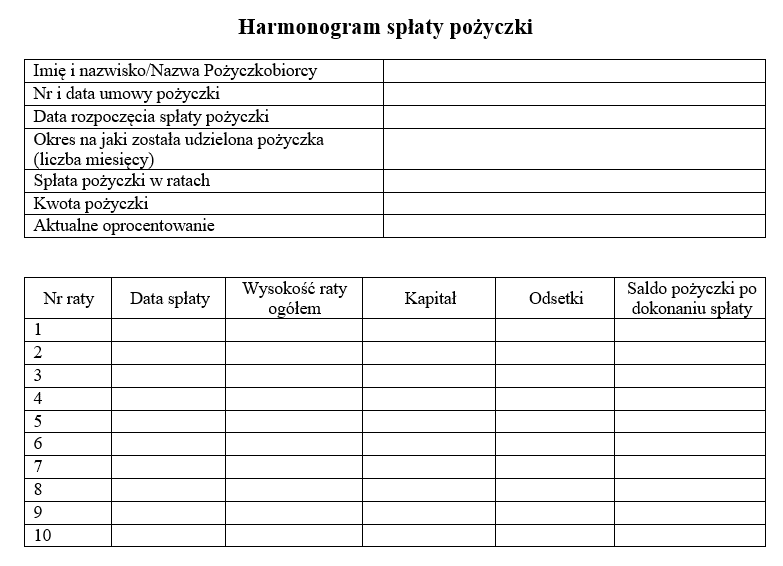 Harmonogram spłaty pożyczki
Imię i nazwisko/Nazwa Pożyczkobiorcy
Nr i data umowy pożyczki
Data rozpoczęcia spłaty pożyczki
Okres na jaki została udzielona pożyczka
(liczba miesięcy)
Spłata pożyczki w ratach
Kwota pożyczki
Aktualne oprocentowanie
Nr raty Data spłaty Wysokość raty ogółem Kapitał Odsetki Saldo pożyczki po dokonaniu spłaty
1
2
3
4
5
6
7
8
9
10